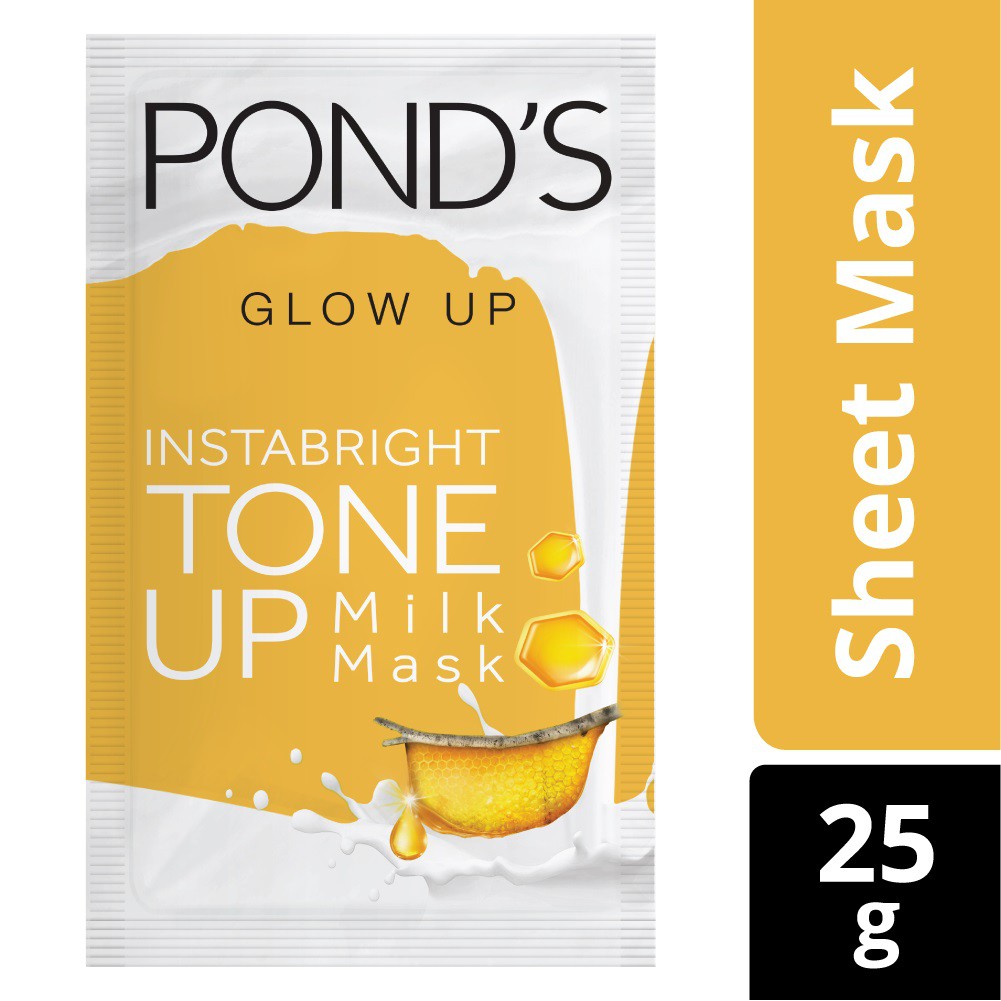 POND'S
GLOW UP
INSTABRIGHT
TONE
UP Milk
Mask
Sheet Mask
25
g